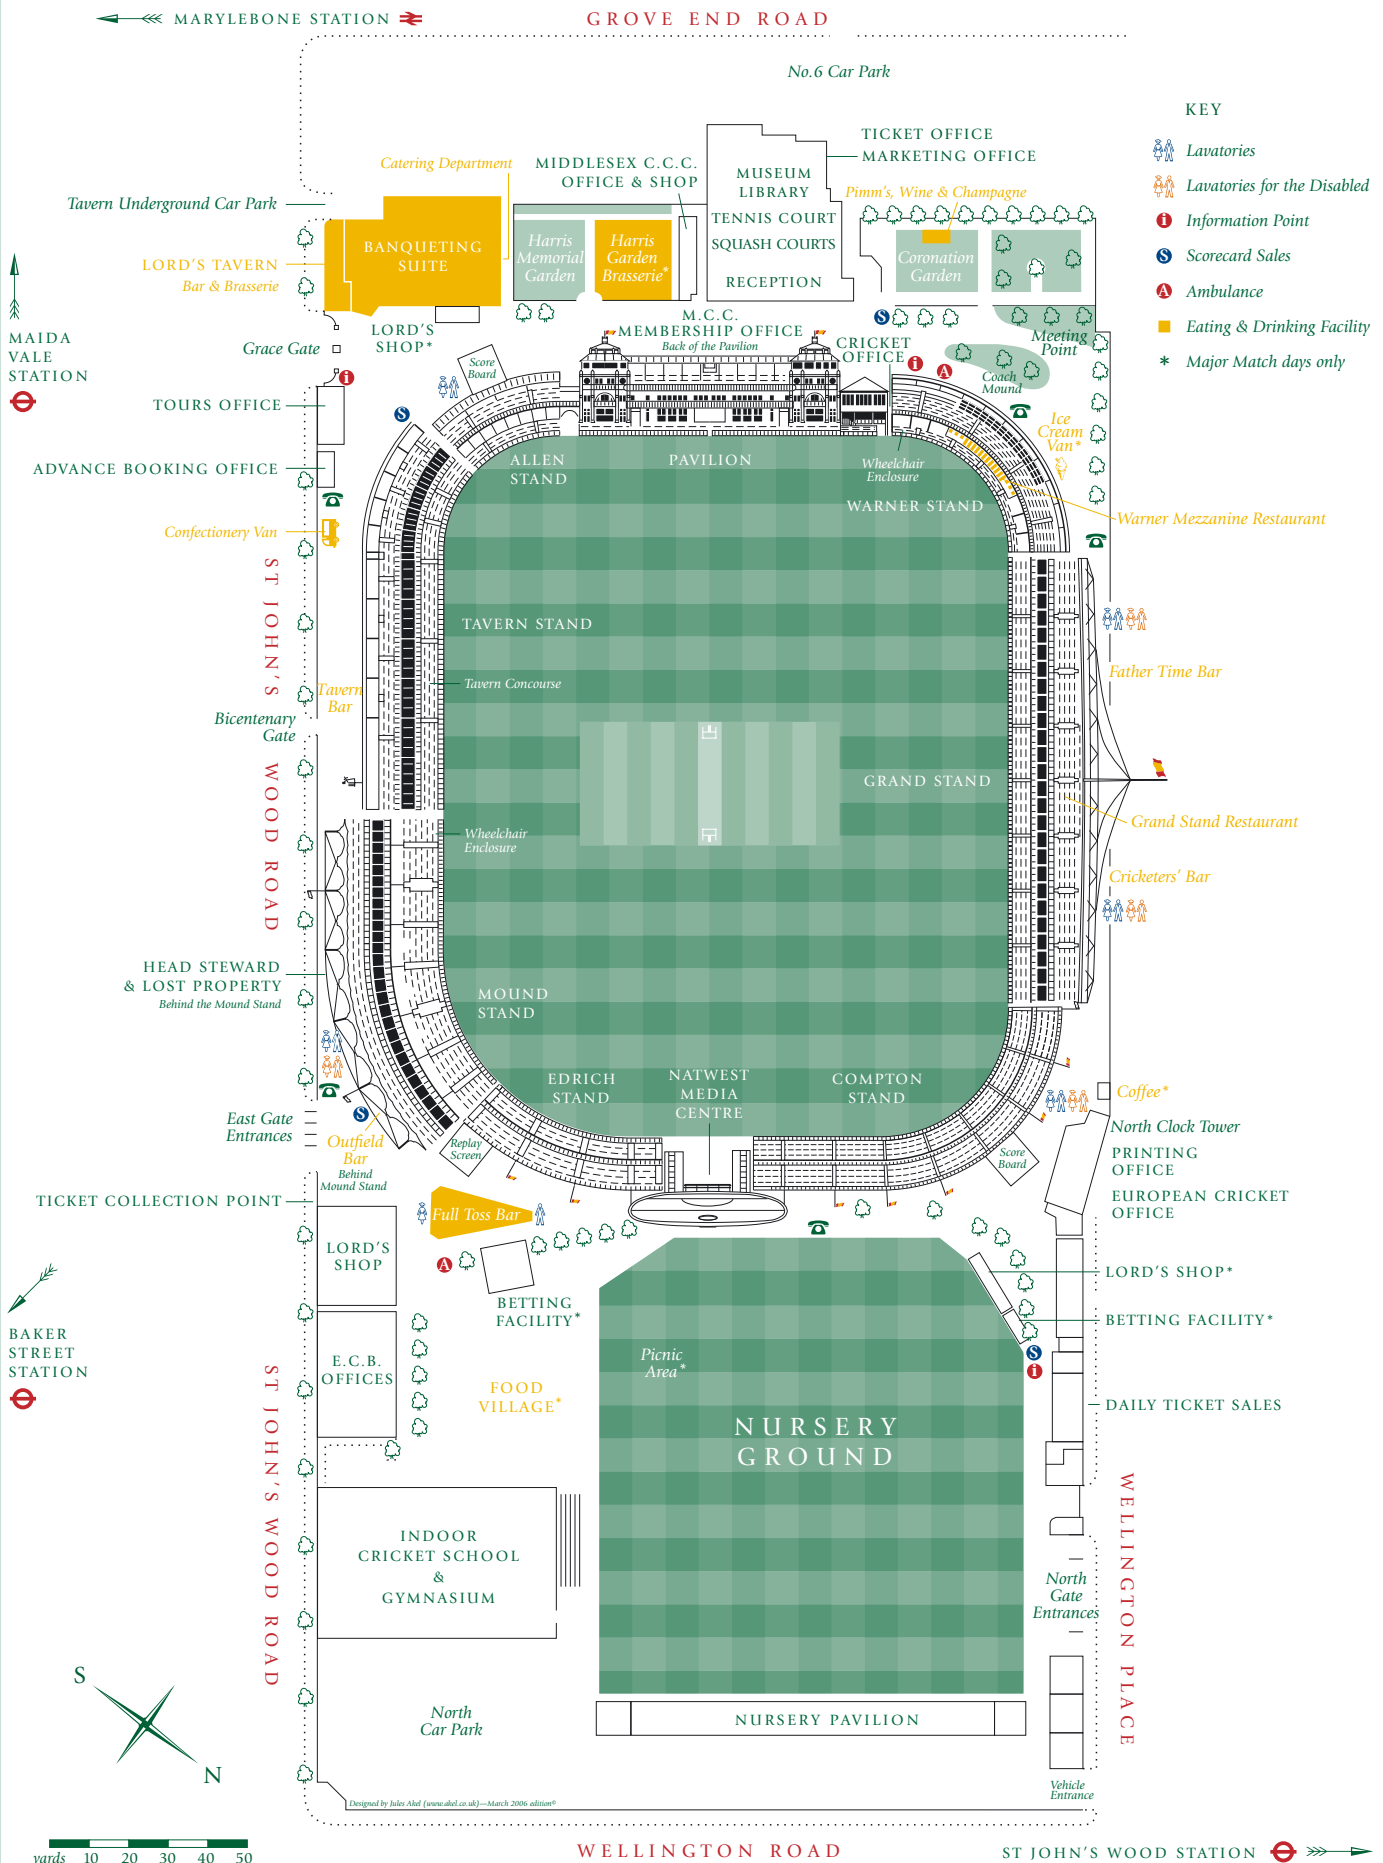 MARYLEBONE STATION
GROVE END ROAD
No.6 Car Park
KEY
Lavatories
Lavatories for the Disabled
i Information Point
S Scorecard Sales
A Ambulance
Eating & Drinking Facility
* Major Match days only
TICKET OFFICE
MARKETING OFFICE
MUSEUM
LIBRARY
TENNIS COURT
SQUASH COURTS
RECEPTION
Catering Department
MIDDLESEX C.C.C.
OFFICE & SHOP
Pimm's, Wine & Champagne
Tavern Underground Car Park
BANQUETING
SUITE
Harris
Memorial
Garden
Harris
Garden
Brasserie*
Coronation
Garden
LORD'S TAVERN
Bar & Brasserie
MAIDA
VALE
STATION
LORD'S
SHOP*
M.C.C.
MEMBERSHIP OFFICE
Back of the Pavilion
S
CRICKET
OFFICE
i
A
Meeting
Point
Coach
Mound
Grace Gate
i
Score
Board
TOURS OFFICE
S
Ice
Cream
Van*
ADVANCE BOOKING OFFICE
ALLEN
STAND
PAVILION
Wheelchair
Enclosure
WARNER STAND
Warner Mezzanine Restaurant
Confectionery Van
ST JOHN'S WOOD ROAD
TAVERN STAND
Tavern Concourse
Tavern
Bar
Father Time Bar
Bicentenary
Gate
GRAND STAND
Grand Stand Restaurant
Wheelchair
Enclosure
Cricketers' Bar
HEAD STEWARD
& LOST PROPERTY
Behind the Mound Stand
MOUND
STAND
EDRICH
STAND
NATWEST
MEDIA
CENTRE
COMPTON
STAND
Coffee*
S
East Gate
Entrances
Outfield
Bar
Behind
Mound Stand
Replay
Screen
Score
Board
North Clock Tower
PRINTING
OFFICE
EUROPEAN CRICKET
OFFICE
TICKET COLLECTION POINT
Full Toss Bar
LORD'S
SHOP
A
BETTING
FACILITY*
LORD'S SHOP*
BETTING FACILITY*
S
i
BAKER
STREET
STATION
E.C.B.
OFFICES
Picnic
Area*
FOOD
VILLAGE*
DAILY TICKET SALES
NURSERY
GROUND
ST JOHN'S WOOD ROAD
WELLINGTON PLACE
INDOOR
CRICKET SCHOOL
&
GYMNASIUM
North
Gate
Entrances
S
N
North
Car Park
NURSERY PAVILION
Vehicle
Entrance
Designed by Jules Akel (www.akel.co.uk)—March 2006 edition©
WELLINGTON ROAD
ST JOHN'S WOOD STATION
yards 10 20 30 40 50